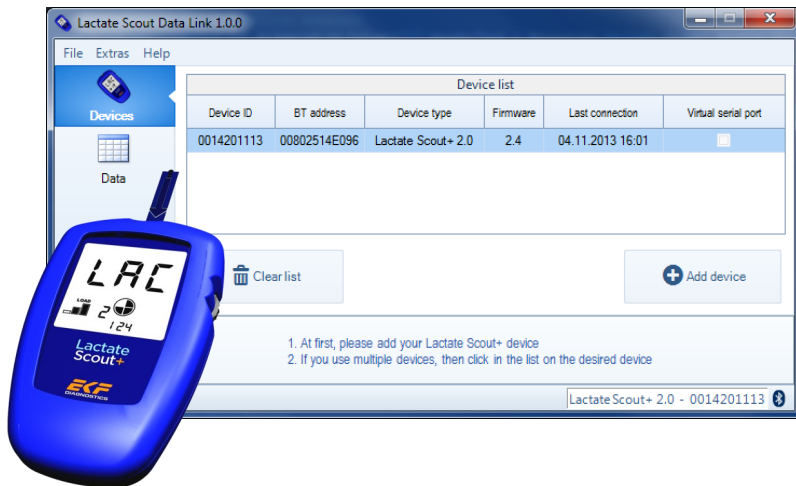 Lactate Scout Data Link 1.0.0
File Extras Help
Devices
Data
Device list
Device ID BT address Device type Firmware Last connection Virtual serial port
0014201113 00802514E096 Lactate Scout+ 2.0 2.4 04.11.2013 16:01
Clear list
Add device
1. At first, please add your Lactate Scout+ device
2. If you use multiple devices, then click in the list on the desired device
Lactate Scout+ 2.0 - 0014201113
LAC
LOAD
2
124
Lactate
Scout+
EKF
DIAGNOSTICS